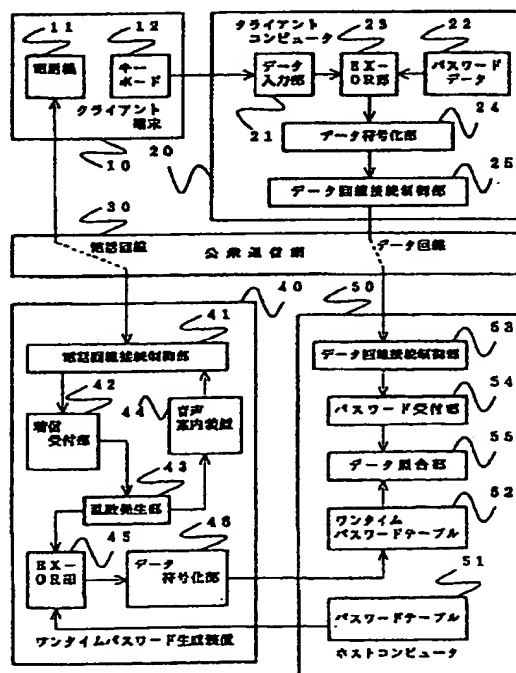 11
12
電話機
キー
ボード
クライアント
端末
10
クライアント
コンピュータ
23
22
データ
入力部
EX-
OR部
パスワード
データ
21
24
データ符号化部
20
25
データ回線接続制御部
30
電話回線
公衆通信網
データ回線
40
50
41
電話回線接続制御部
42
着信
受付部
44
音声
案内装置
43
乱数発生部
45
46
EX-
OR部
データ
符号化部
ワンタイムパスワード生成装置
53
データ回線接続制御部
54
パスワード受付部
55
データ照合部
52
ワンタイム
パスワードテーブル
51
パスワードテーブル
ホストコンピュータ